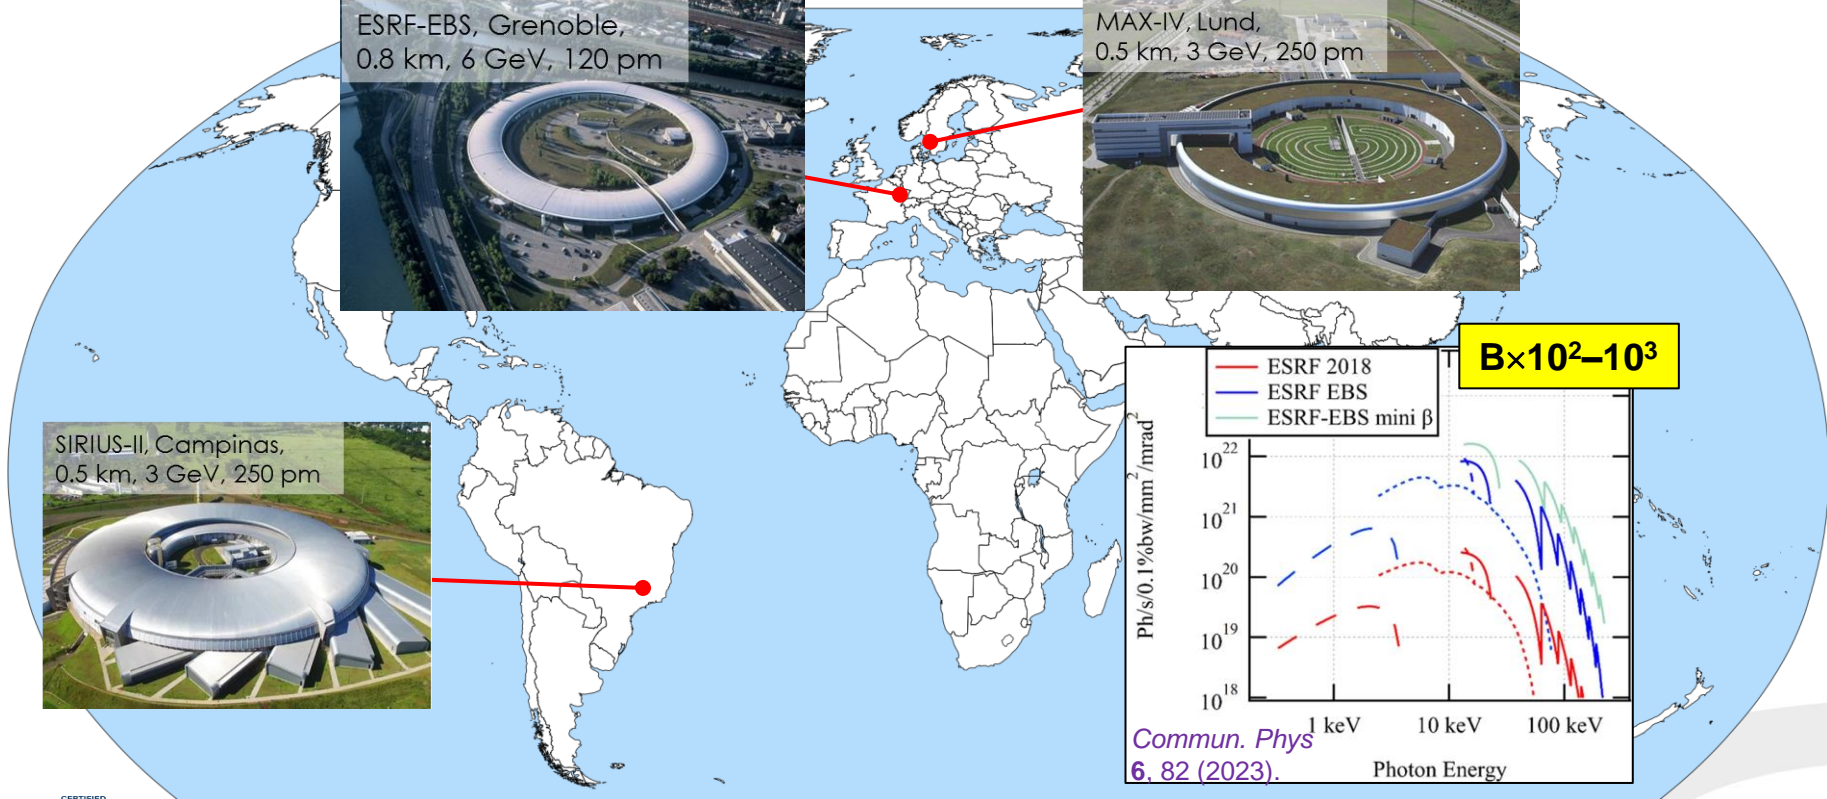 ESRF-EBS, Grenoble,
0.8 km, 6 GeV, 120 pm
MAX-IV, Lund,
0.5 km, 3 GeV, 250 pm
SIRIUS-II, Campinas,
0.5 km, 3 GeV, 250 pm
B×10²–10³
ESRF 2018
ESRF EBS
ESRF-EBS mini β
T
Ph/s/0.1%bw/mm²/mrad²
10²²
10²¹
10²⁰
10¹⁹
10¹⁸
1 keV 10 keV 100 keV
Photon Energy
Commun. Phys
6, 82 (2023).
CERTIFIED